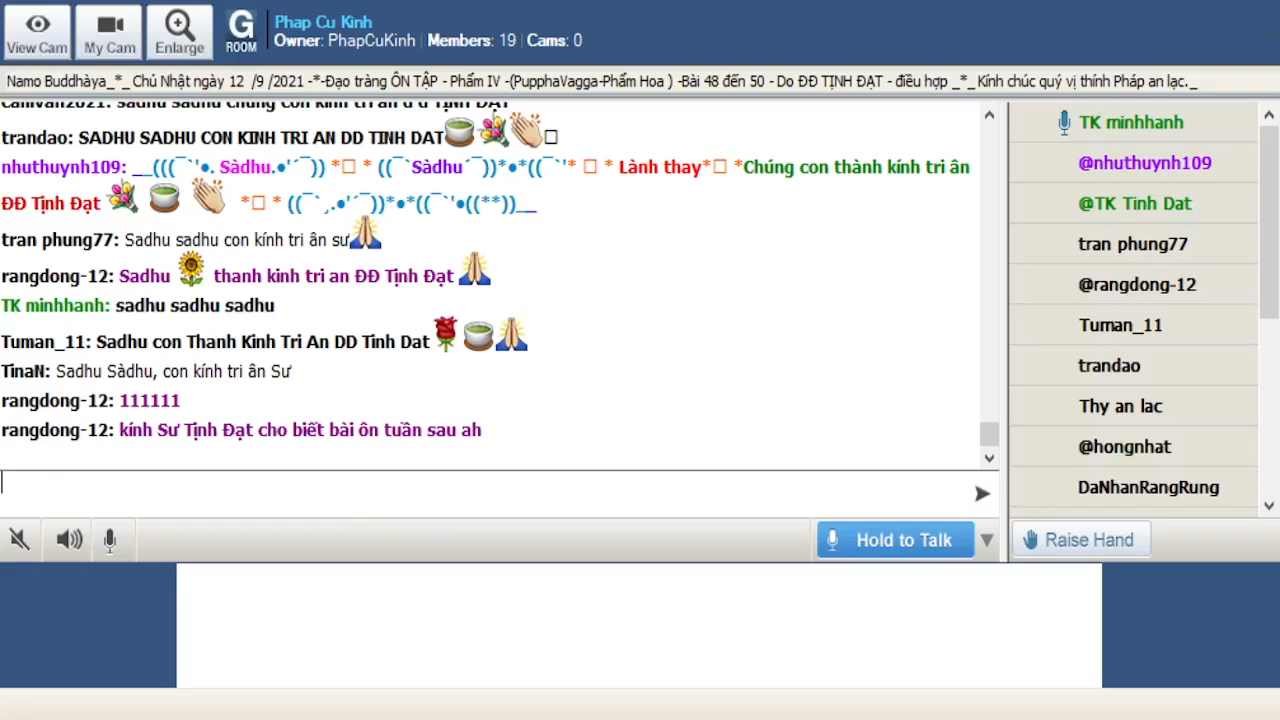 View Cam
My Cam
Enlarge
G
ROOM
Phap Cu Kinh
Owner: PhapCuKinh | Members: 19 | Cams: 0
Namo Buddhàya_*_ Chủ Nhật ngày 12 /9 /2021 -*-Đạo tràng ÔN TẬP - Phẩm IV -(PupphaVagga-Phẩm Hoa ) -Bài 48 đến 50 - Do ĐĐ TỊNH ĐẠT - điều hợp _*_ Kính chúc quý vị thính Pháp an lạc._
trandao: SADHU SADHU CON KINH TRI AN DD TINH DAT
nhuthuynh109: __(((¯`'•. Sàdhu.•'´¯)) * * ((¯`Sàdhu´¯))*•*((¯`'* * Lành thay* *Chúng con thành kính tri ân
ĐĐ Tịnh Đạt * * ((¯`¸.•'´¯))*•*((¯`'•((**))__
tran phung77: Sadhu sadhu con kính tri ân sư
rangdong-12: Sadhu thanh kinh tri an ĐĐ Tịnh Đạt
TK minhhanh: sadhu sadhu sadhu
Tuman_11: Sadhu con Thanh Kinh Tri An DD Tinh Dat
TinaN: Sadhu Sàdhu, con kính tri ân Sư
rangdong-12: 111111
rangdong-12: kính Sư Tịnh Đạt cho biết bài ôn tuần sau ah
TK minhhanh
@nhuthuynh109
@TK Tinh Dat
tran phung77
@rangdong-12
Tuman_11
trandao
Thy an lac
@hongnhat
DaNhanRangRung
Hold to Talk
Raise Hand